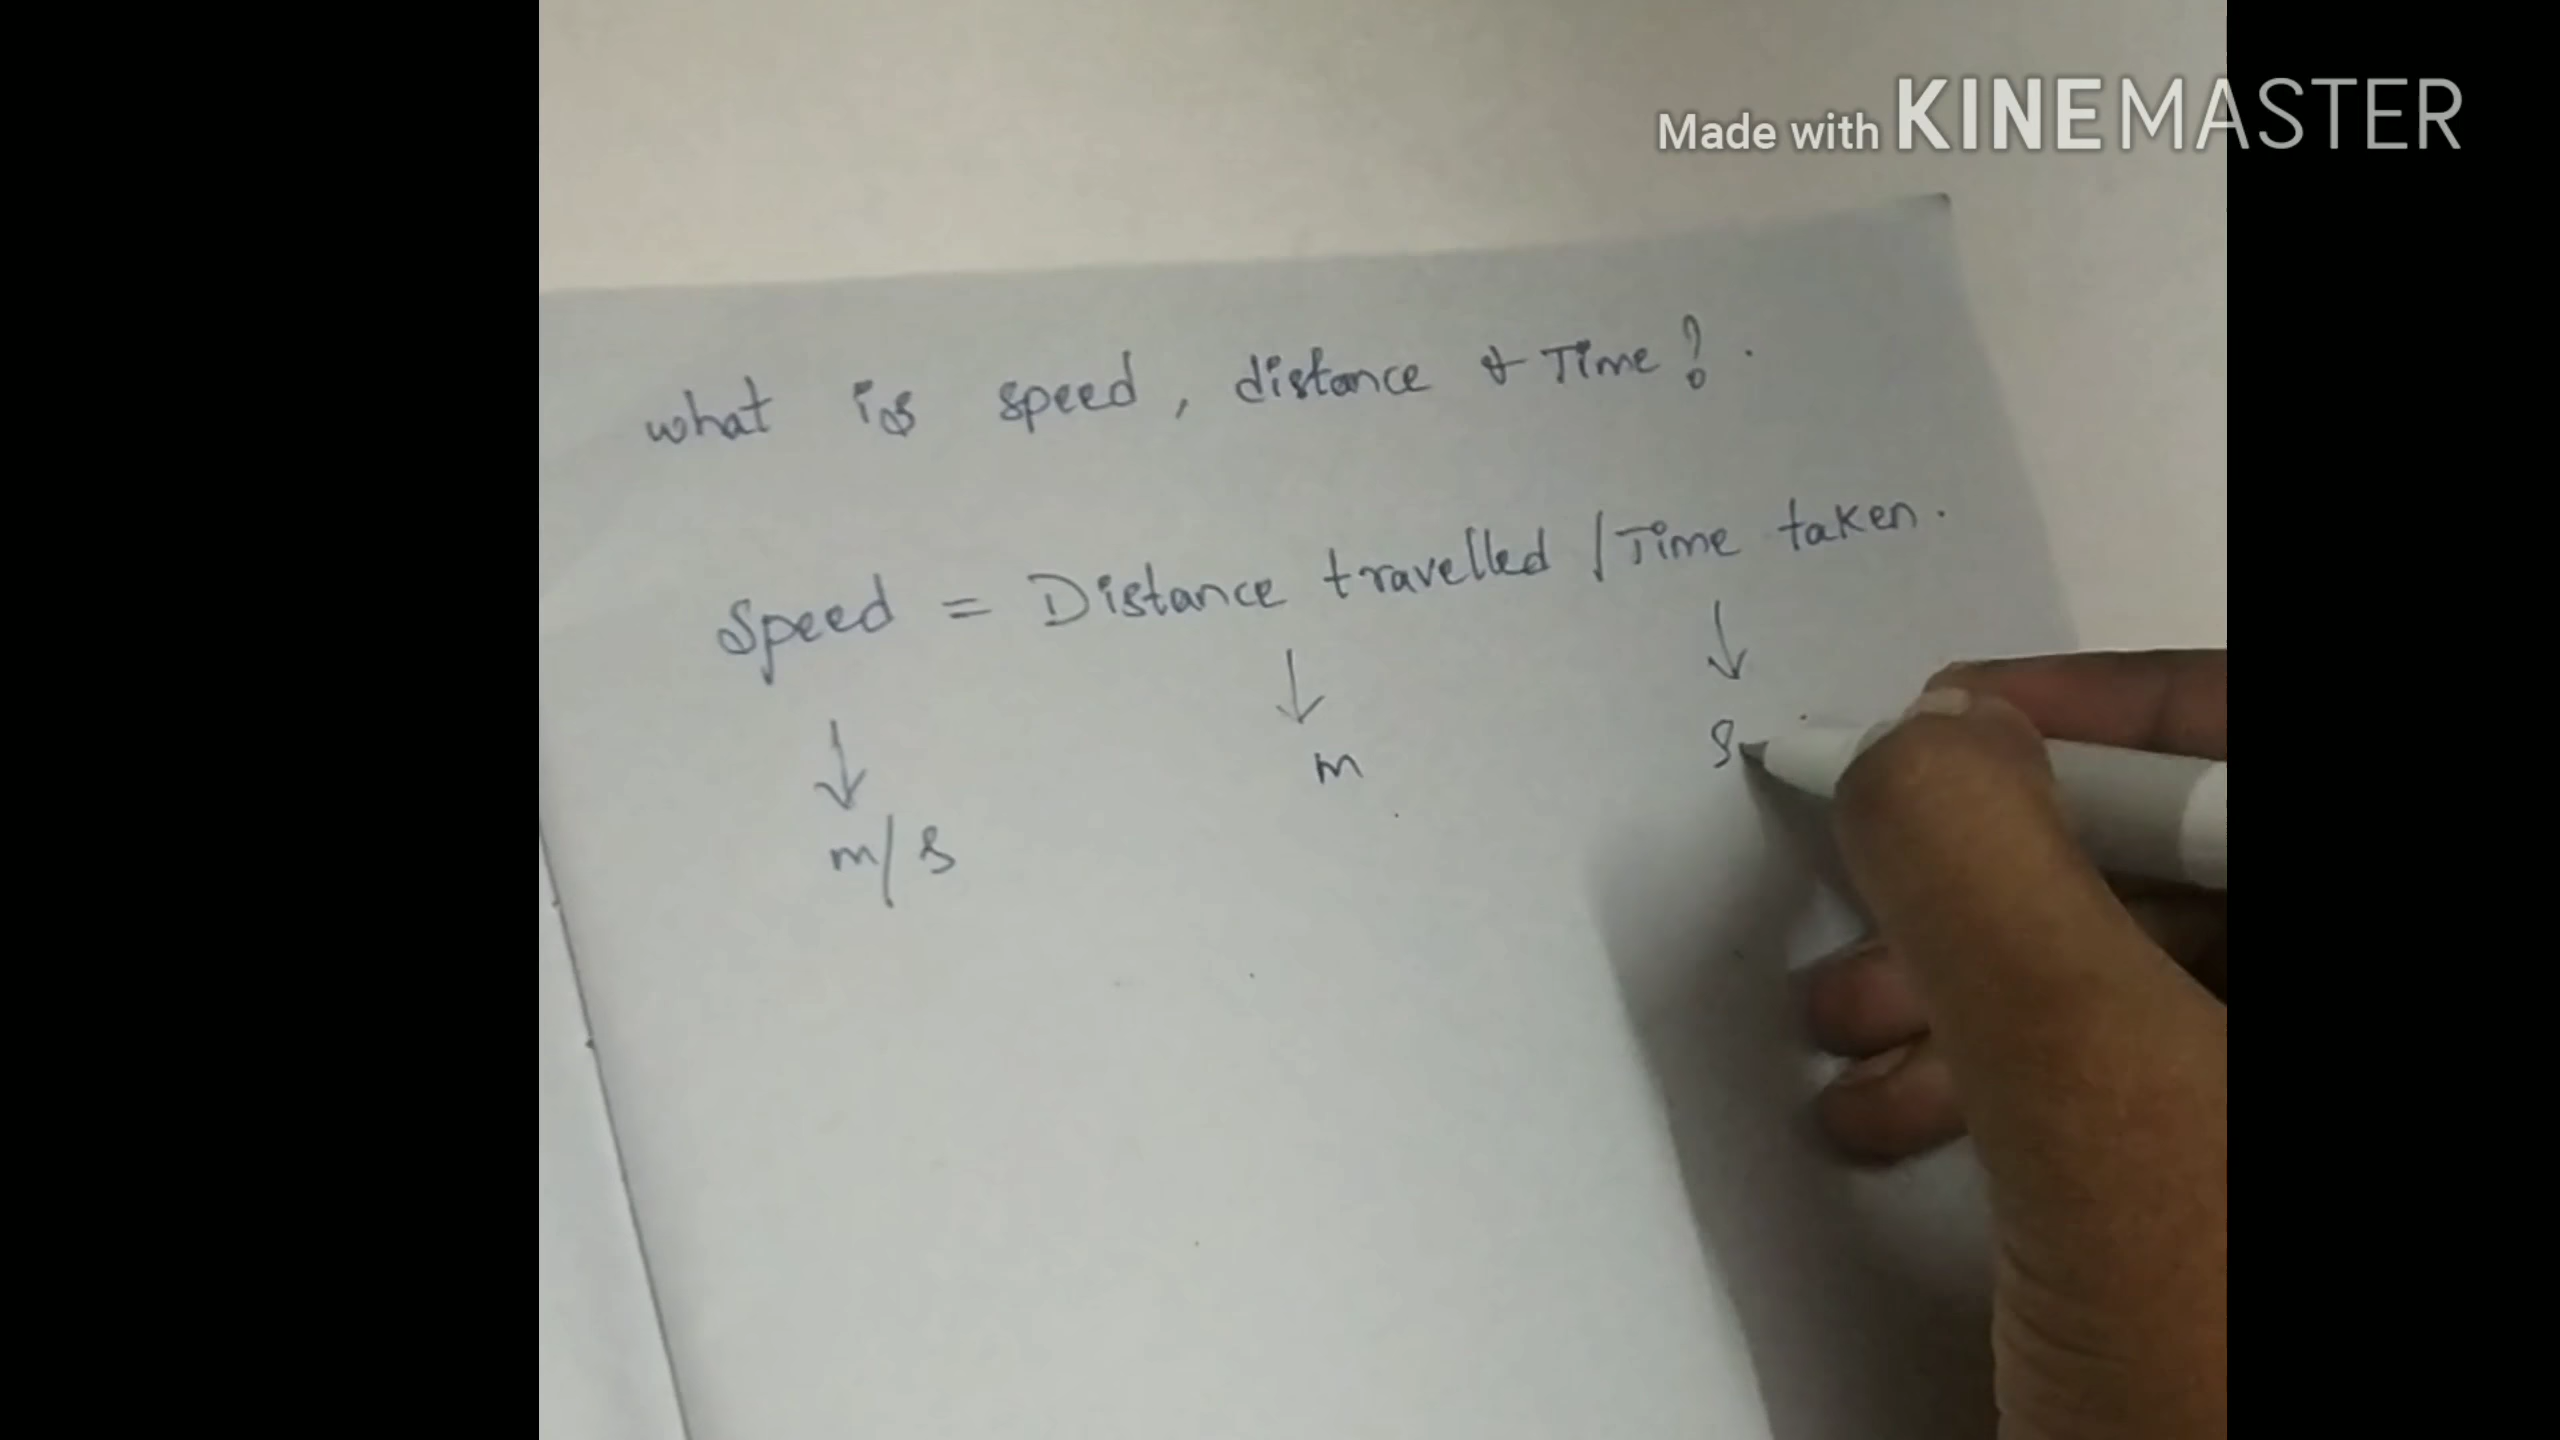 Made with KINEMASTER
what is speed, distance & Time?.
Speed = Distance travelled / Time taken.
↓ ↓ ↓
m/s m s